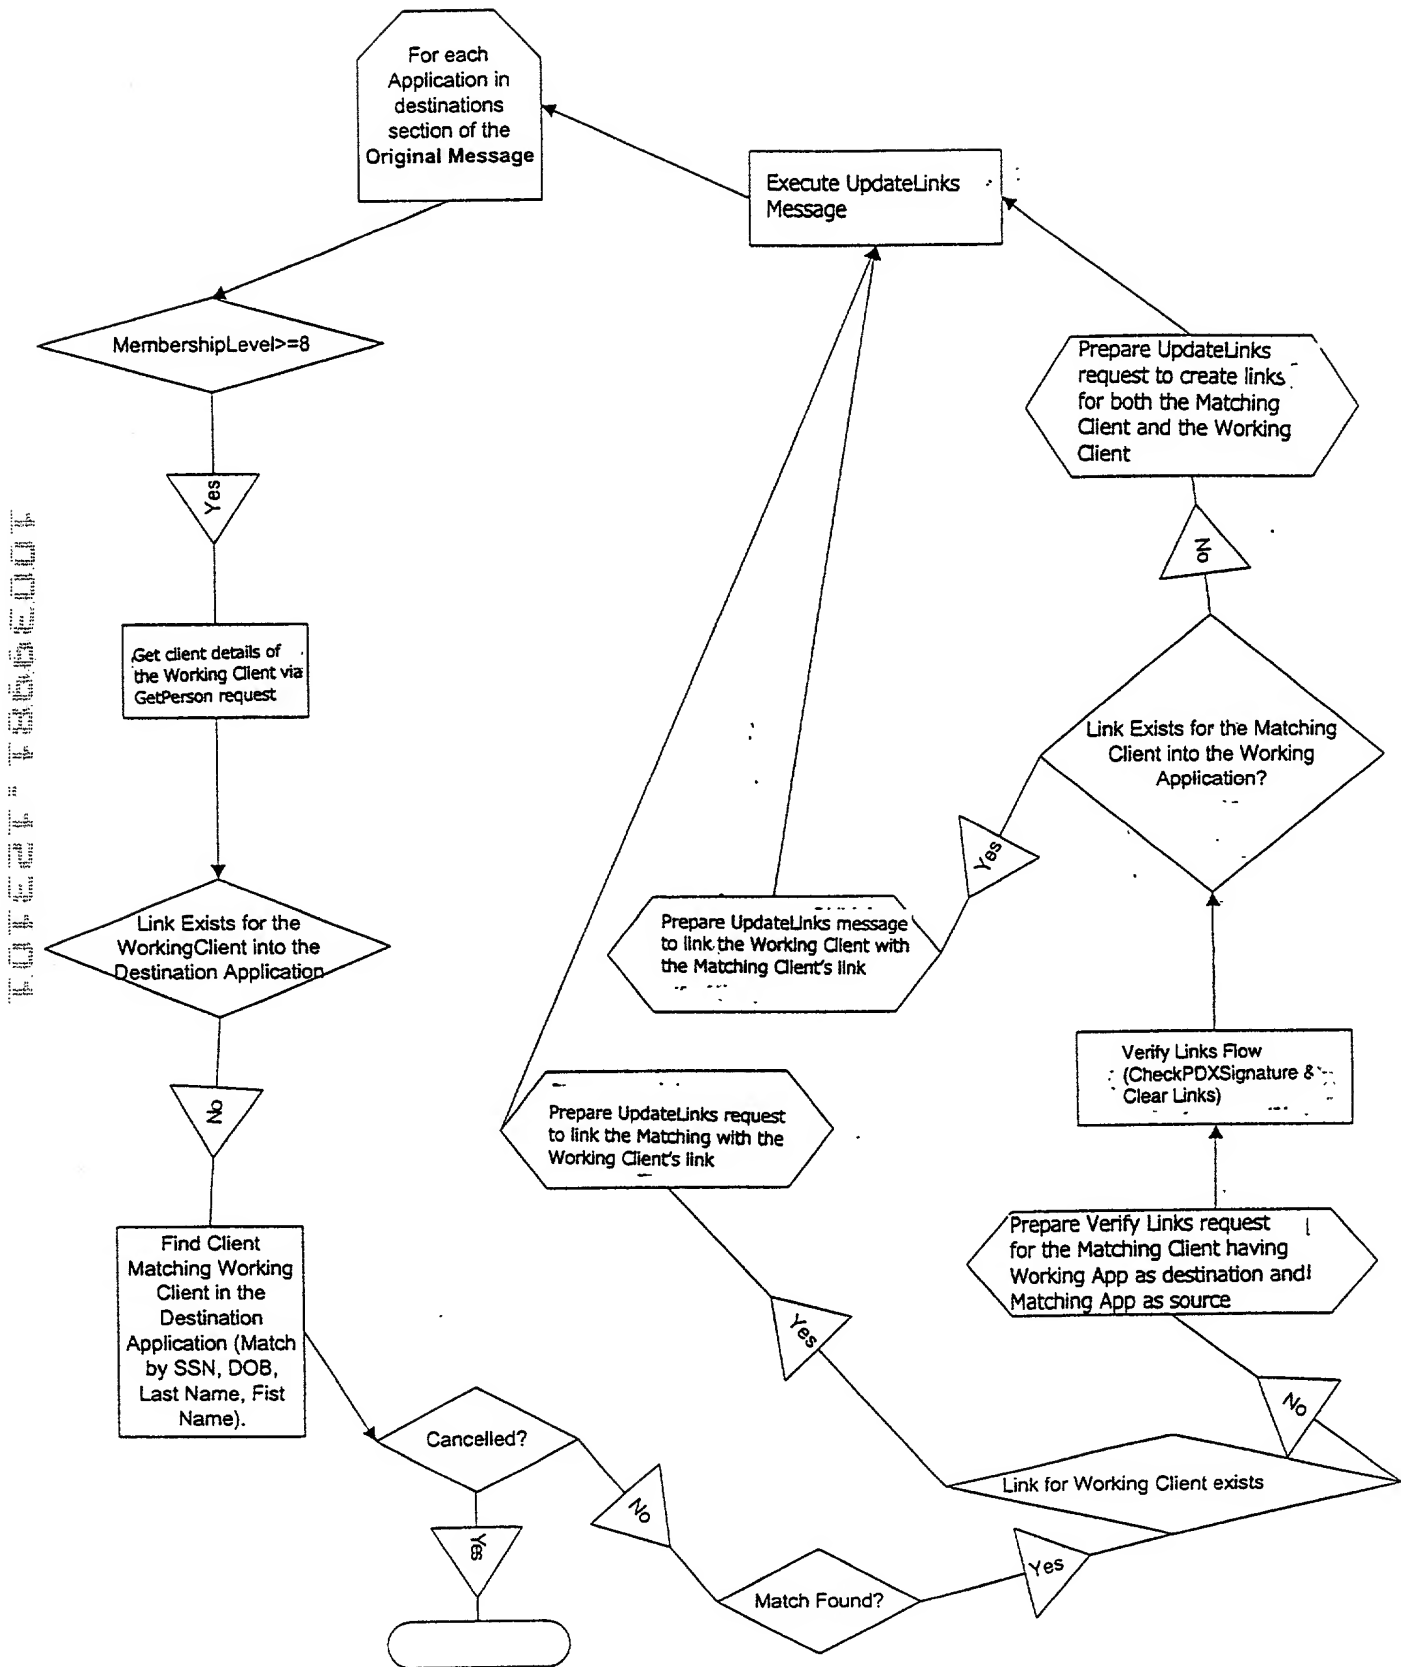 For each
Application in
destinations
section of the
Original Message
Execute UpdateLinks
Message
MembershipLevel>=8
Prepare UpdateLinks
request to create links
for both the Matching
Client and the Working
Client
Yes
No
Get client details of
the Working Client via
GetPerson request
Link Exists for the Matching
Client into the Working
Application?
Yes
Link Exists for the
WorkingClient into the
Destination Application
Prepare UpdateLinks message
to link the Working Client with
the Matching Client's link
Verify Links Flow
(CheckPDXSignature &
Clear Links)
No
Prepare UpdateLinks request
to link the Matching with the
Working Client's link
Find Client
Matching Working
Client in the
Destination
Application (Match
by SSN, DOB,
Last Name, Fist
Name).
Prepare Verify Links request
for the Matching Client having
Working App as destination and
Matching App as source
Yes
No
Cancelled?
Link for Working Client exists
No
Yes
Yes
Match Found?